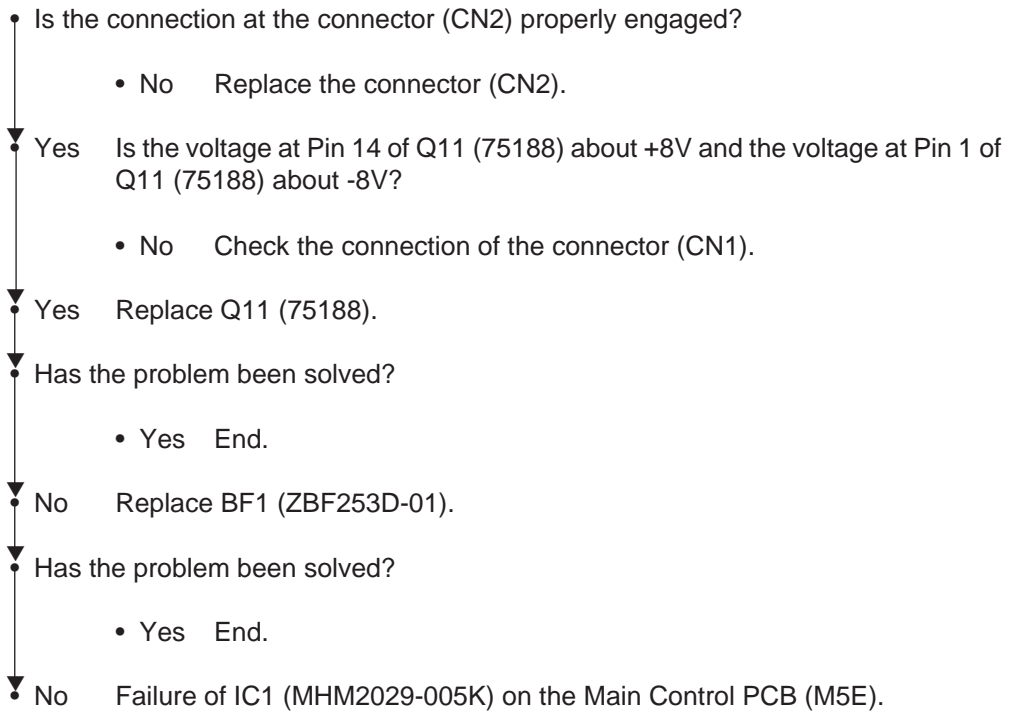 • Is the connection at the connector (CN2) properly engaged?
• No Replace the connector (CN2).
• Yes Is the voltage at Pin 14 of Q11 (75188) about +8V and the voltage at Pin 1 of
Q11 (75188) about -8V?
• No Check the connection of the connector (CN1).
• Yes Replace Q11 (75188).
• Has the problem been solved?
• Yes End.
• No Replace BF1 (ZBF253D-01).
• Has the problem been solved?
• Yes End.
• No Failure of IC1 (MHM2029-005K) on the Main Control PCB (M5E).